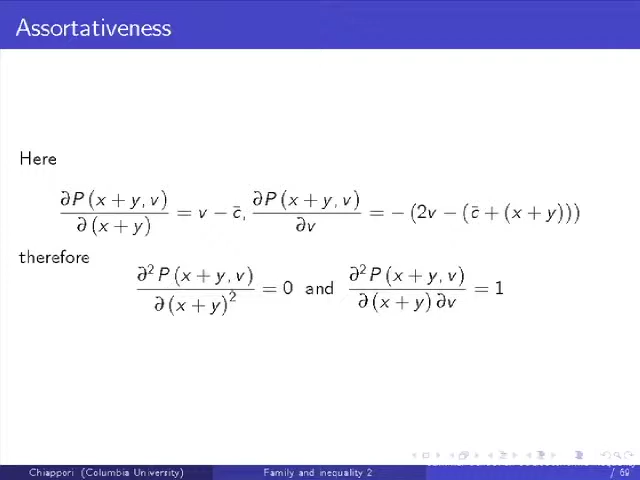 Assortativeness
Here
∂P (x + y, v) / ∂ (x + y) = v − c̄, ∂P (x + y, v) / ∂v = − (2v − (c̄ + (x + y)))
therefore
∂²P (x + y, v) / ∂ (x + y)² = 0 and ∂²P (x + y, v) / ∂ (x + y) ∂v = 1
Chiappori (Columbia University) Family and inequality 2 / 69